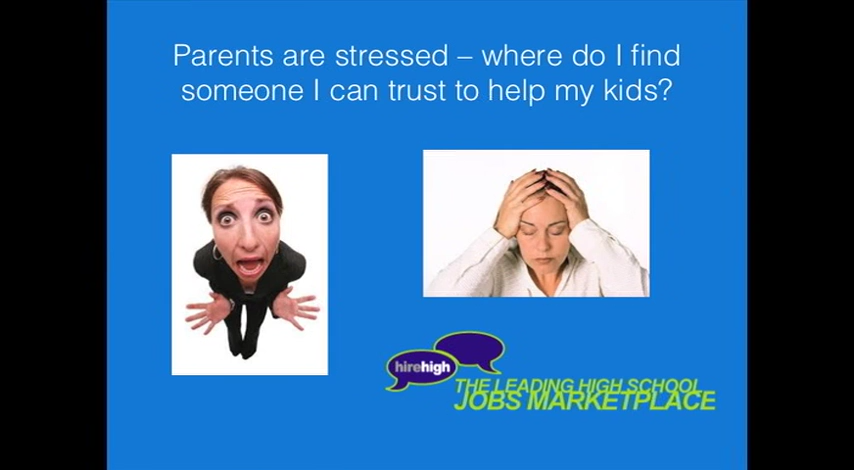 Parents are stressed – where do I find
someone I can trust to help my kids?
hirehigh
THE LEADING HIGH SCHOOL
JOBS MARKETPLACE